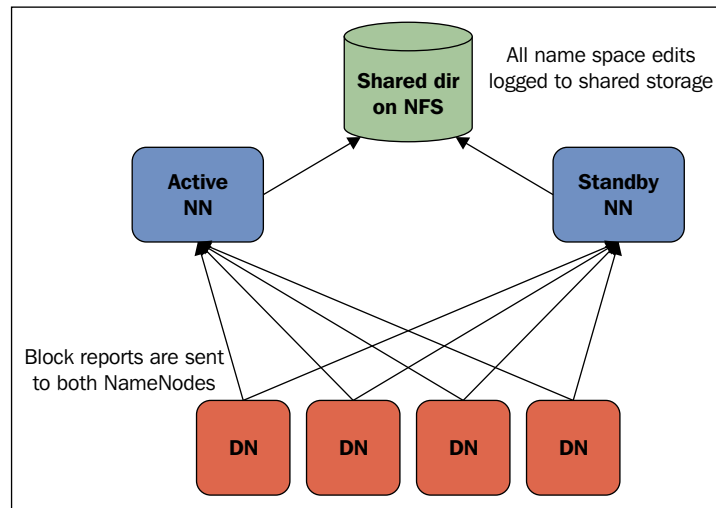 All name space edits
logged to shared storage
Shared dir
on NFS
Active
NN
Standby
NN
Block reports are sent
to both NameNodes
DN
DN
DN
DN